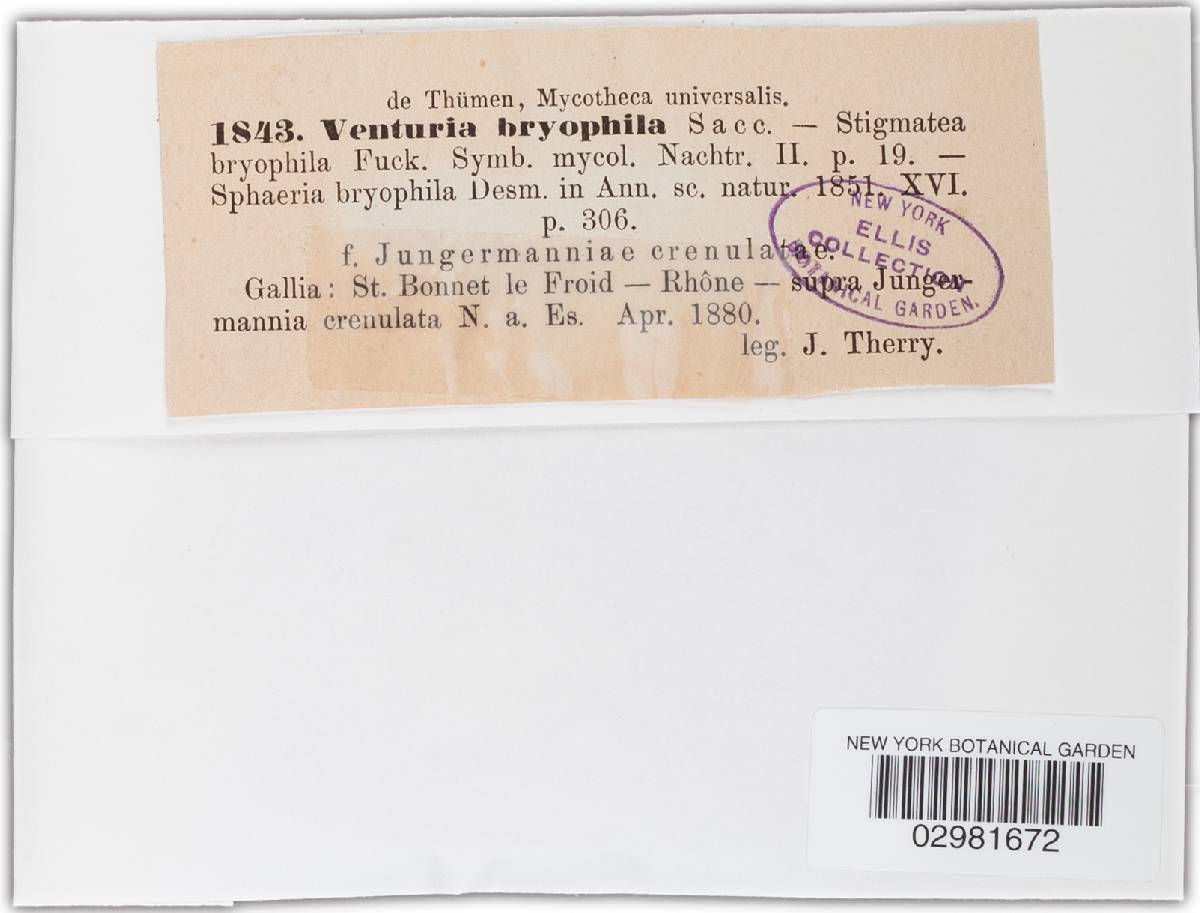 de Thümen, Mycotheca universalis.
1843. Venturia bryophila Sacc. — Stigmatea
bryophila Fuck. Symb. mycol. Nachtr. II. p. 19. —
Sphaeria bryophila Desm. in Ann. sc. natur. 1851. XVI.
p. 306.
f. Jungermanniae crenulatae.
Gallia: St. Bonnet le Froid — Rhône — supra Junger-
mannia crenulata N. a. Es. Apr. 1880.
leg. J. Therry.
NEW YORK
ELLIS
COLLECTION
BOTANICAL GARDEN.
NEW YORK BOTANICAL GARDEN
02981672